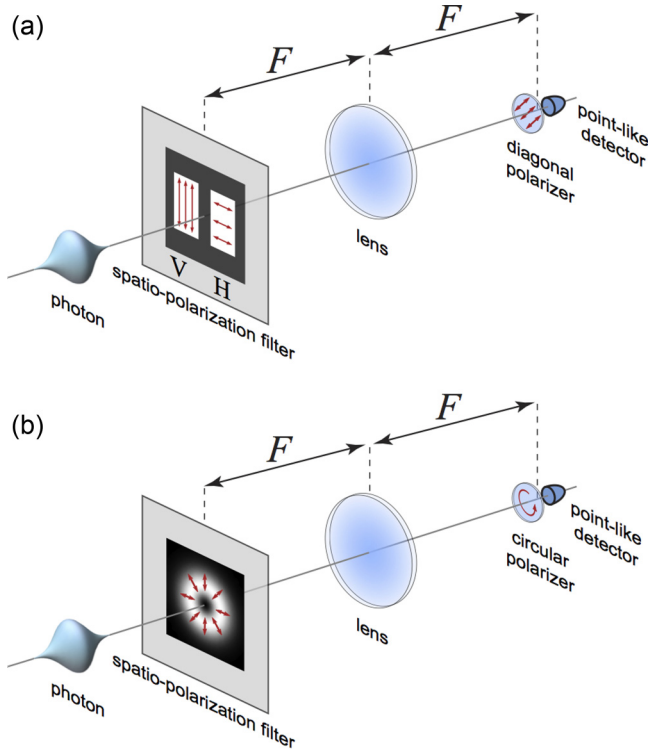 (a)
F
F
point-like
detector
diagonal
polarizer
lens
V
H
spatio-polarization filter
photon
(b)
F
F
point-like
detector
circular
polarizer
lens
spatio-polarization filter
photon